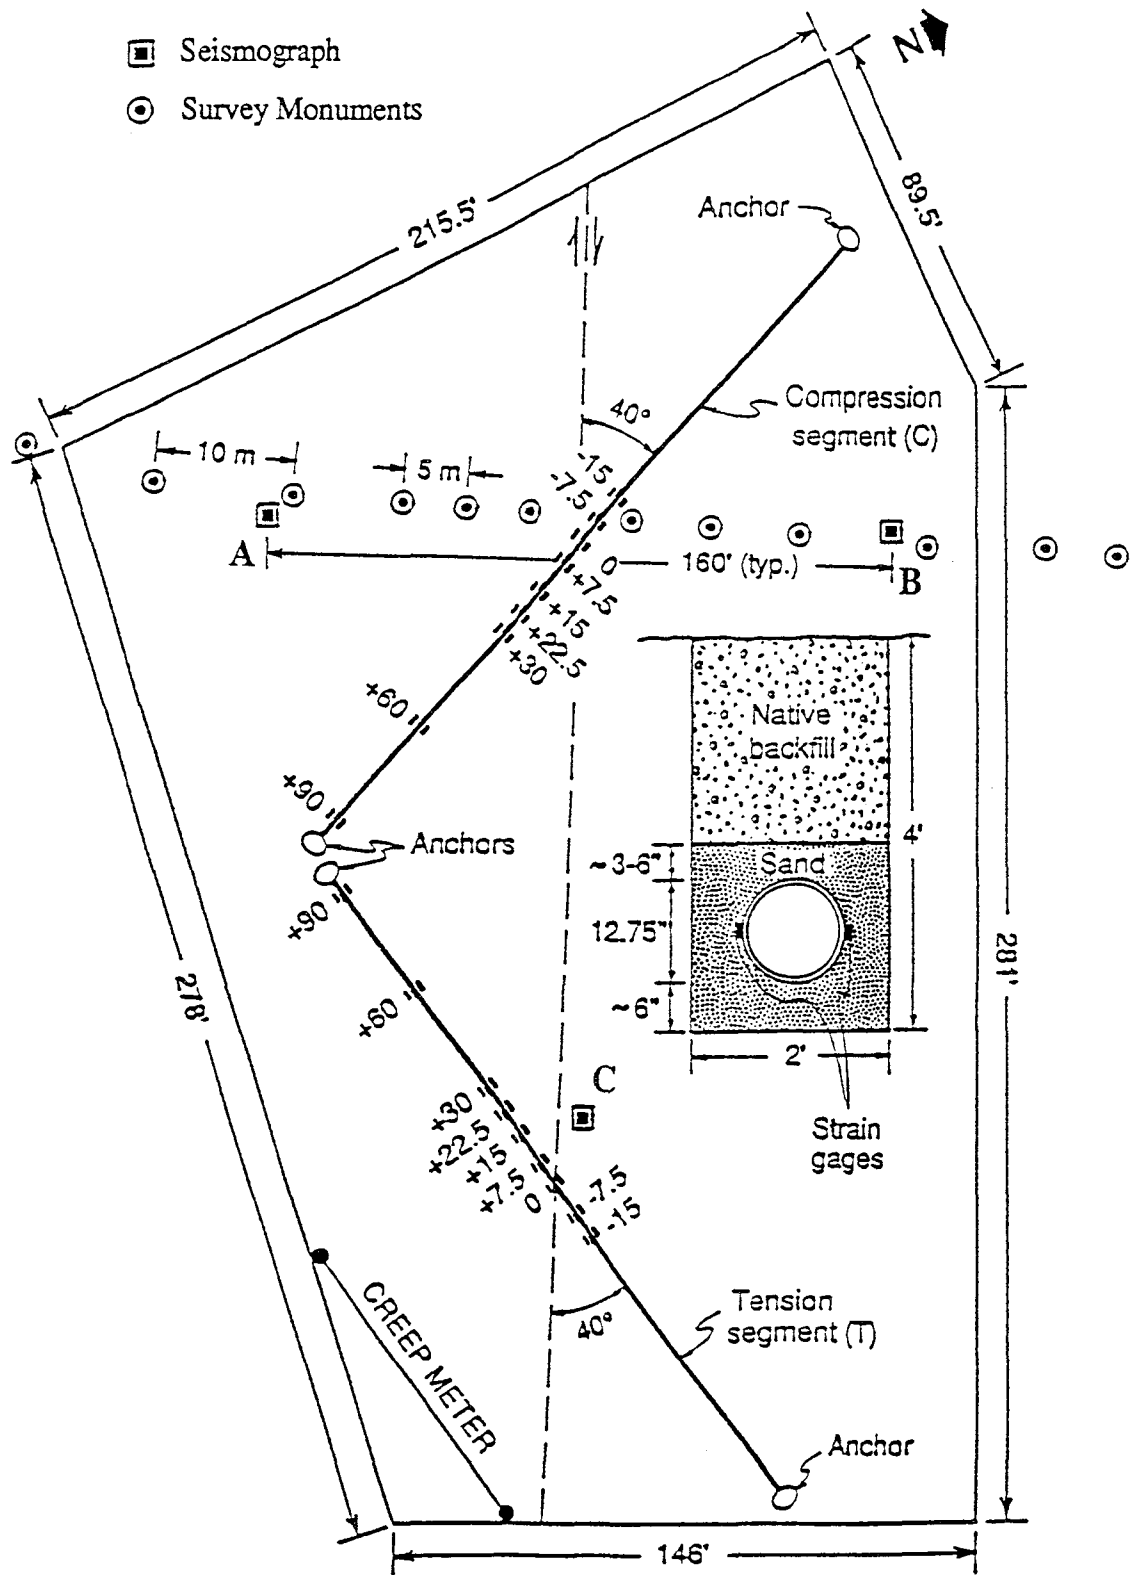 N
Seismograph
Survey Monuments
215.5'
89.5'
Anchor
40°
Compression
segment (C)
10 m
5 m
-15
-7.5
0
+7.5
+15
+22.5
+30
+60
+90
A
160' (typ.)
B
Native
backfill
4'
Sand
~3-6"
12.75"
~6"
2'
Strain
gages
Anchors
+90
+60
+30
+22.5
+15
+7.5
0
-7.5
-15
C
278'
281'
40°
Tension
segment (T)
CREEP METER
Anchor
146'